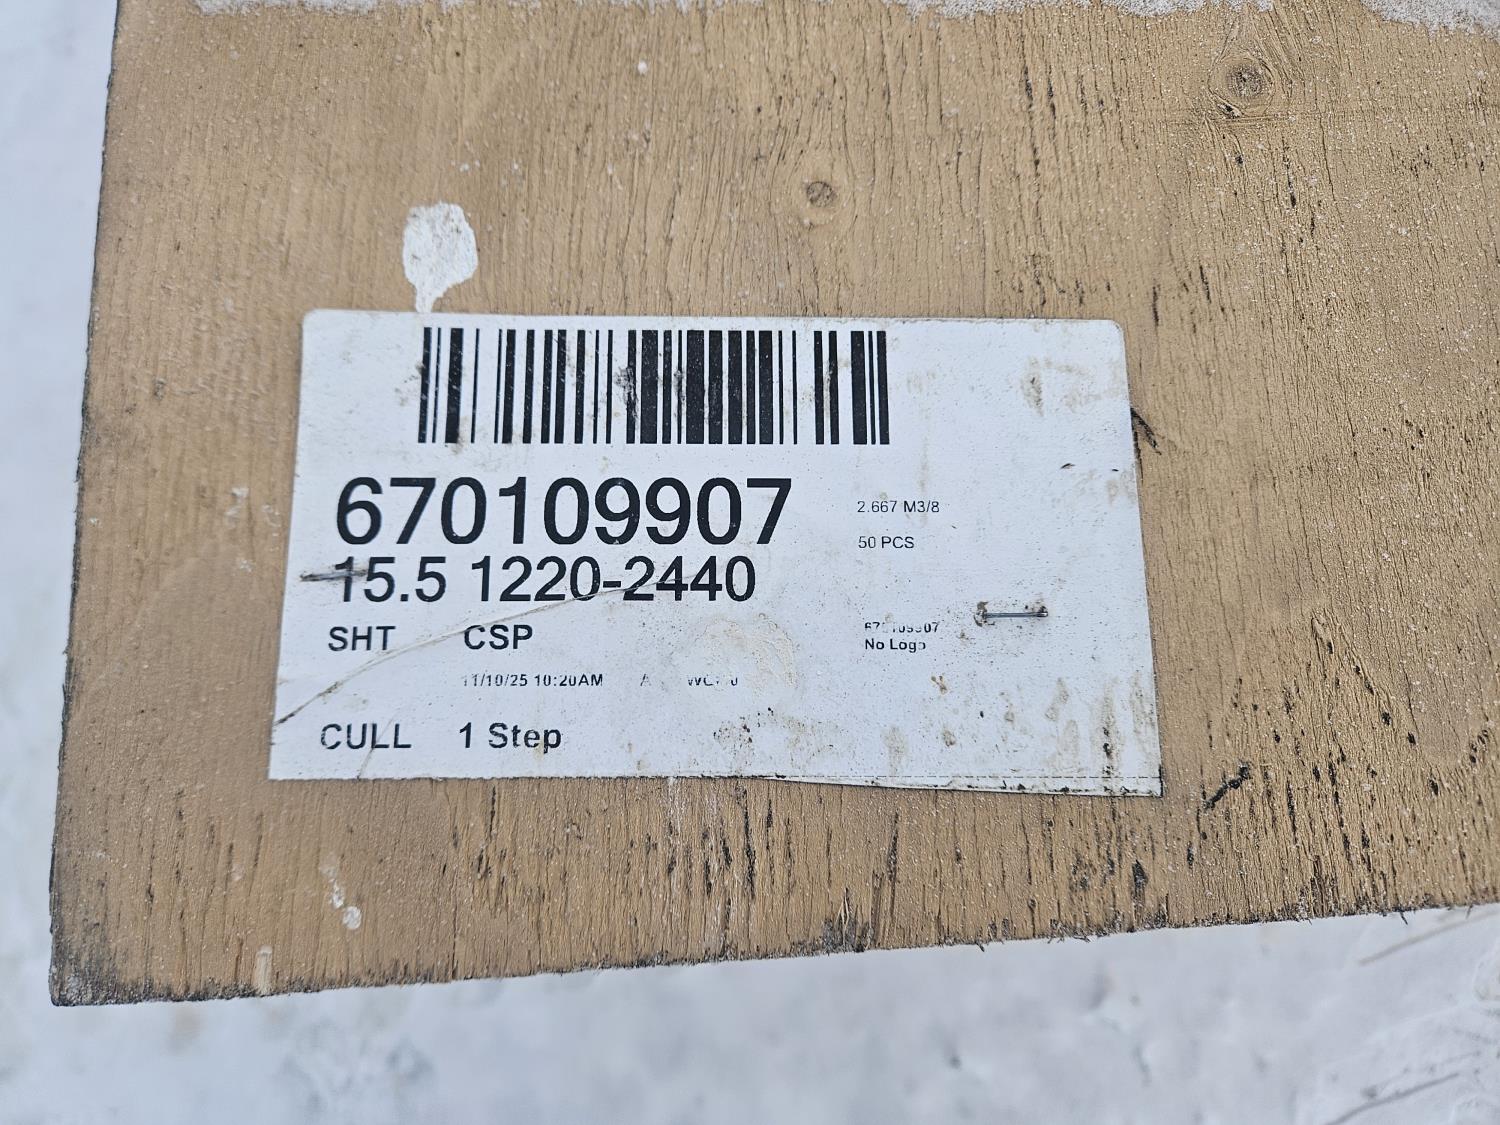 670109907
2.667 M3/8
15.5 1220-2440
50 PCS
SHT CSP
670109907
No Logo
11/10/25 10:20AM
CULL 1 Step